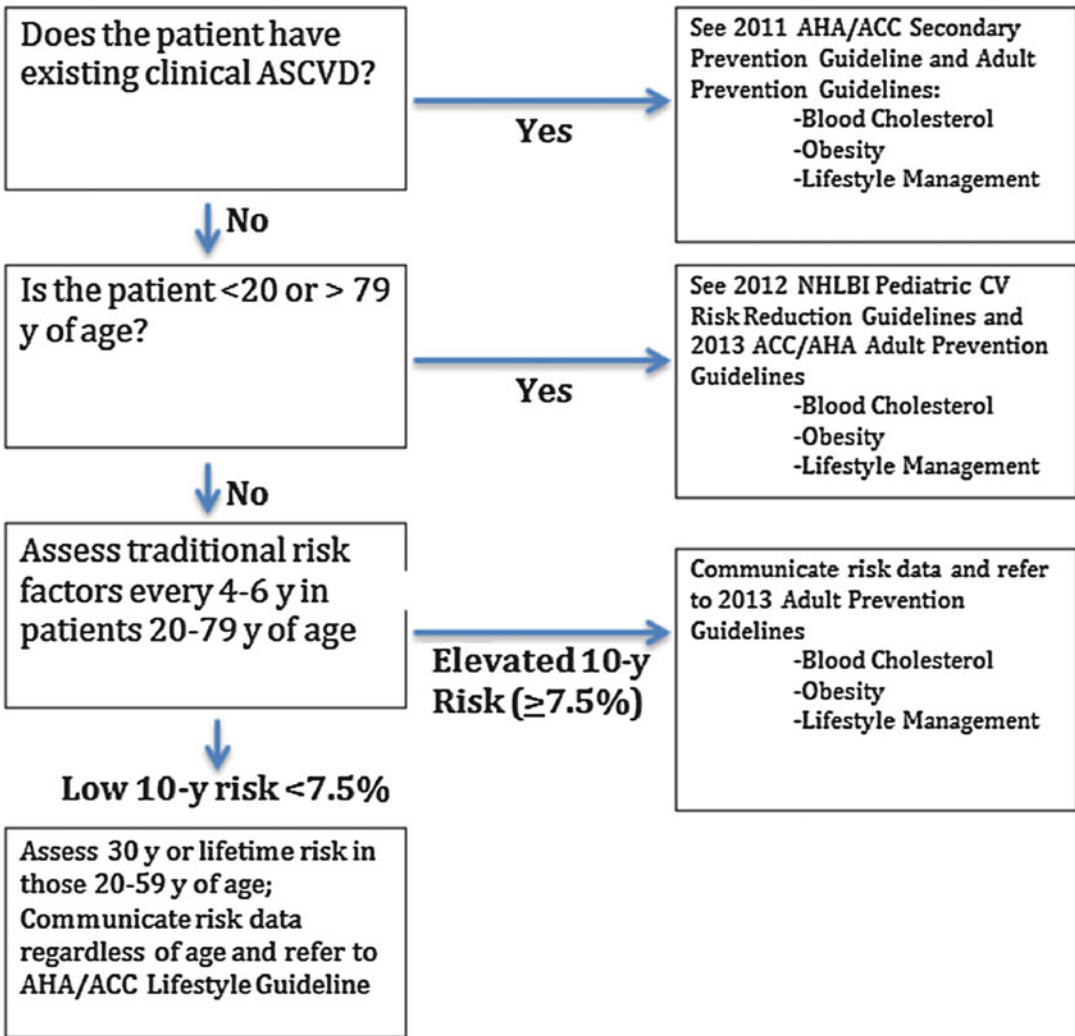 Does the patient have
existing clinical ASCVD?
Yes
See 2011 AHA/ACC Secondary
Prevention Guideline and Adult
Prevention Guidelines:
-Blood Cholesterol
-Obesity
-Lifestyle Management
No
Is the patient <20 or > 79
y of age?
Yes
See 2012 NHLBI Pediatric CV
Risk Reduction Guidelines and
2013 ACC/AHA Adult Prevention
Guidelines
-Blood Cholesterol
-Obesity
-Lifestyle Management
No
Assess traditional risk
factors every 4-6 y in
patients 20-79 y of age
Elevated 10-y
Risk (≥7.5%)
Communicate risk data and refer
to 2013 Adult Prevention
Guidelines
-Blood Cholesterol
-Obesity
-Lifestyle Management
Low 10-y risk <7.5%
Assess 30 y or lifetime risk in
those 20-59 y of age;
Communicate risk data
regardless of age and refer to
AHA/ACC Lifestyle Guideline